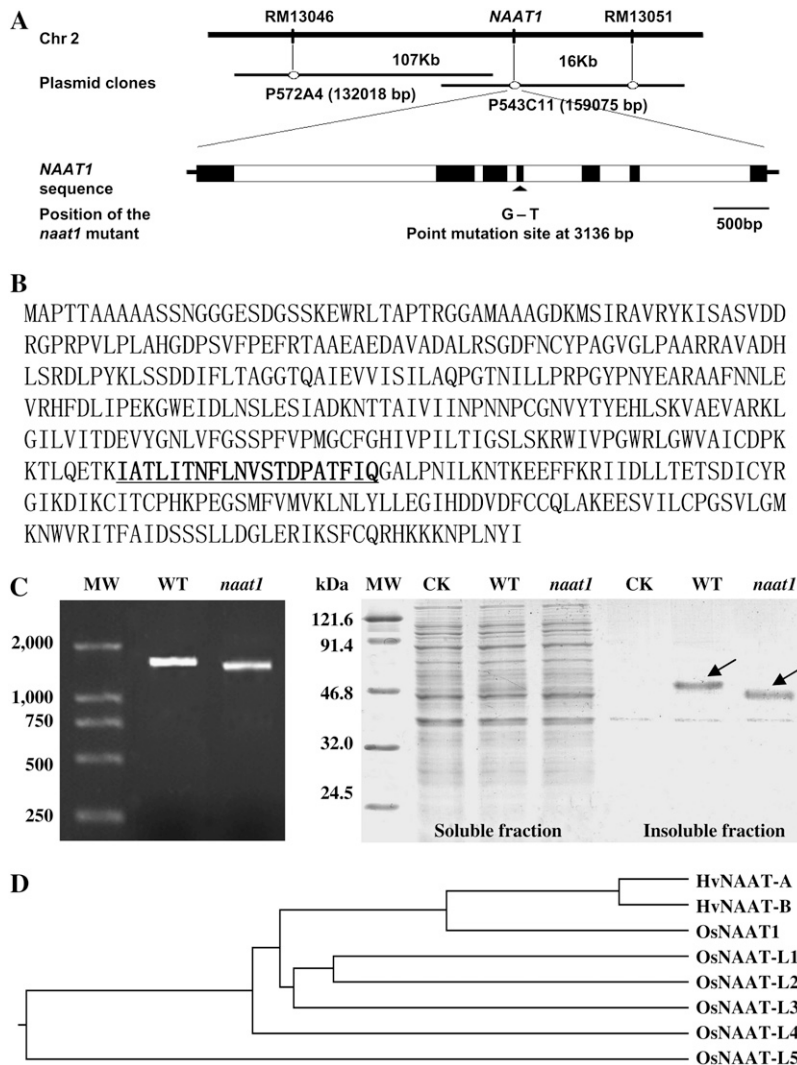 A
RM13046 NAAT1 RM13051
Chr 2
107Kb 16Kb
Plasmid clones
P572A4 (132018 bp) P543C11 (159075 bp)
NAAT1
sequence
Position of the
naat1 mutant
G – T
Point mutation site at 3136 bp
500bp
B
MAPTTAAAAASSNGGGESDGSSKEWRLTAPTRGGAMAAAGDKMSIRAVRYKISASVDD
RGPRPVLPLAHGDPSVFPEFRTAAEAEDAVADALRSGDFNCYPAGVGLPAARRAVADH
LSRDLPYKLSSDDIFLTAGGTQAIEVVISILAQPGTNILLPRPGYPNYEARAAFNNLE
VRHFDLIPEKGWEIDLNSLESIADKNTTAIVIINPNNPCGNVYTYEHLSKVAEVARKL
GILVITDEVYGNLVFGSSPFVPMGCFGHIVPILTIGSLSKRWIVPGWRLGWVAICDPK
KTLQETKIATLITNFLNVSTDPATFIQGALPNILKNTKEEFFKRIIDLLTETSDICYR
GIKDIKCITCPHKPEGSMFVMVKLNLYLLEGIHDDVDFCCQLAKEESVILCPGSVLGM
KNWVRITFAIDSSSLLDGLERIKSFCQRHKKKNPLNYI
C MW WT naat1
2,000
1,000
750
500
250
kDa MW CK WT naat1 CK WT naat1
121.6
91.4
46.8
32.0
24.5
Soluble fraction Insoluble fraction
D
HvNAAT-A
HvNAAT-B
OsNAAT1
OsNAAT-L1
OsNAAT-L2
OsNAAT-L3
OsNAAT-L4
OsNAAT-L5